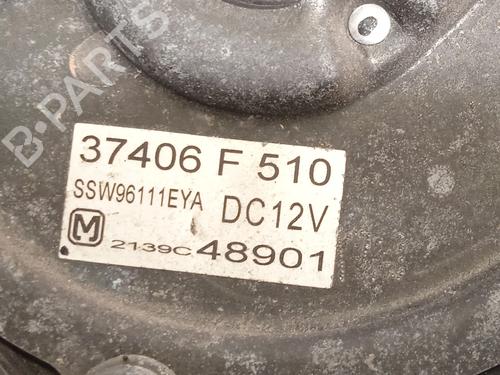 B-PARTS
37406 F 510
SSW96111EYA DC12V
M 2139C 48901